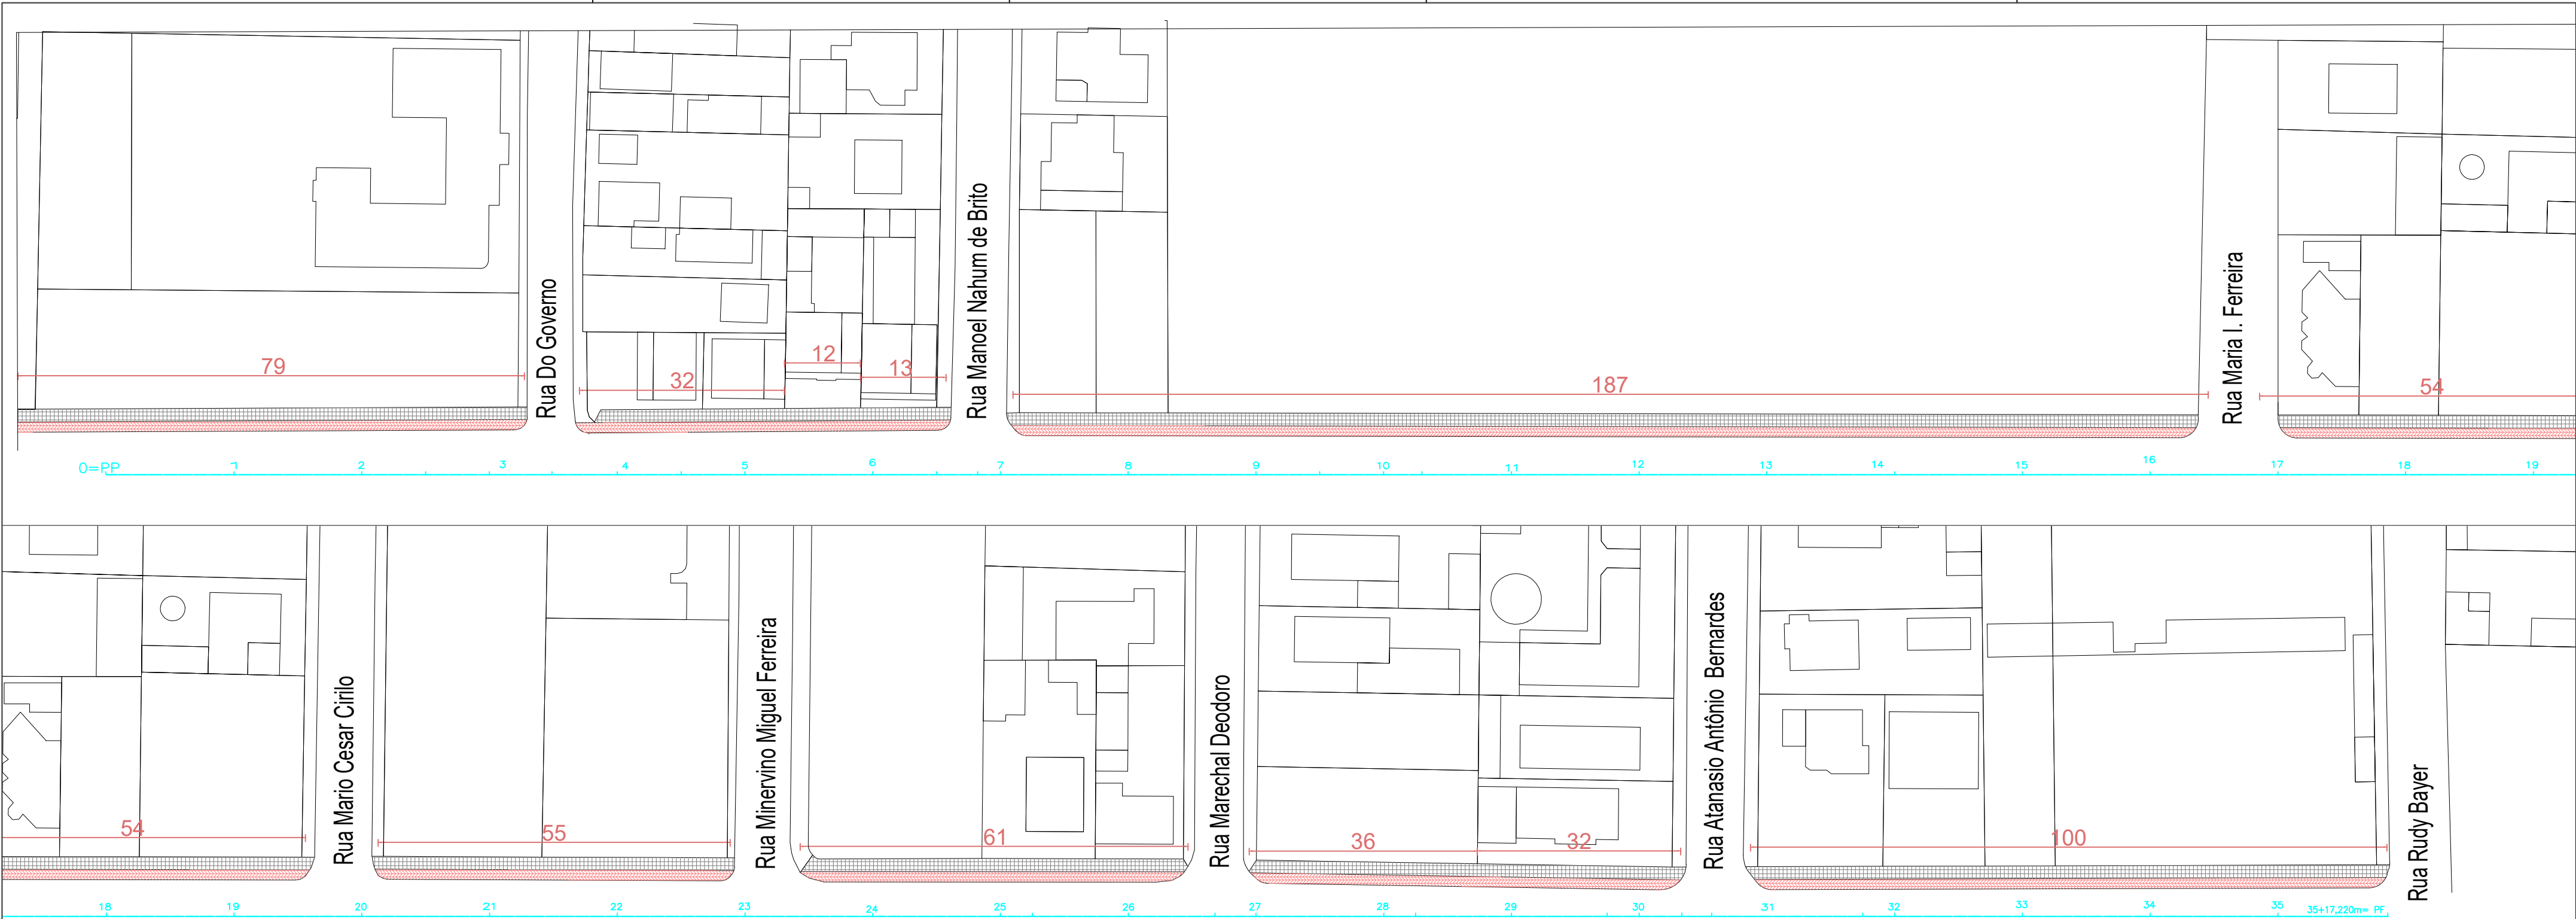 79
Rua Do Governo
32
12
13
Rua Manoel Nahum de Brito
187
Rua Maria I. Ferreira
54
0=PP 1 2 3 4 5 6 7 8 9 10 11 12 13 14 15 16 17 18 19
54
Rua Mario Cesar Cirilo
55
Rua Minervino Miguel Ferreira
61
Rua Marechal Deodoro
36
32
Rua Atanasio Antônio Bernardes
100
Rua Rudy Bayer
18 19 20 21 22 23 24 25 26 27 28 29 30 31 32 33 34 35 35+17,220m= PF